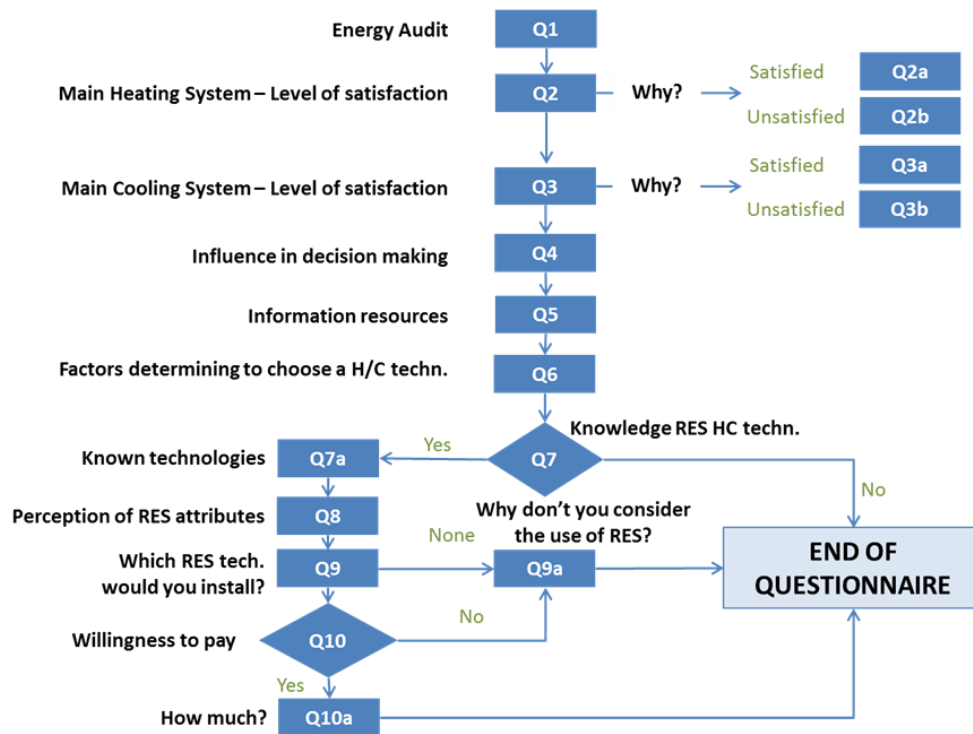 Energy Audit
Q1
Main Heating System – Level of satisfaction
Q2
Why?
Satisfied
Q2a
Unsatisfied
Q2b
Main Cooling System – Level of satisfaction
Q3
Why?
Satisfied
Q3a
Unsatisfied
Q3b
Influence in decision making
Q4
Information resources
Q5
Factors determining to choose a H/C techn.
Q6
Knowledge RES HC techn.
Q7
Yes
No
Known technologies
Q7a
Perception of RES attributes
Q8
Why don't you consider
the use of RES?
None
Which RES tech.
would you install?
Q9
Q9a
END OF
QUESTIONNAIRE
Willingness to pay
Q10
No
Yes
How much?
Q10a